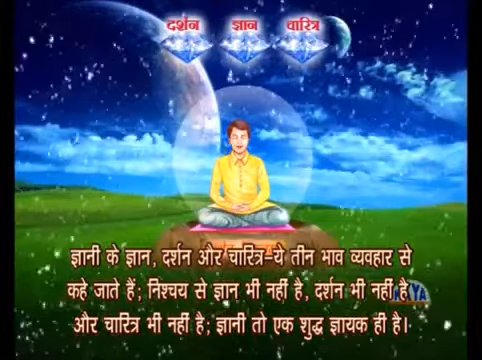 दर्शन ज्ञान चारित्र
ज्ञानी के ज्ञान, दर्शन और चारित्र-ये तीन भाव व्यवहार से
कहे जाते हैं; निश्चय से ज्ञान भी नहीं है, दर्शन भी नहीं है
और चारित्र भी नहीं है; ज्ञानी तो एक शुद्ध ज्ञायक ही है।